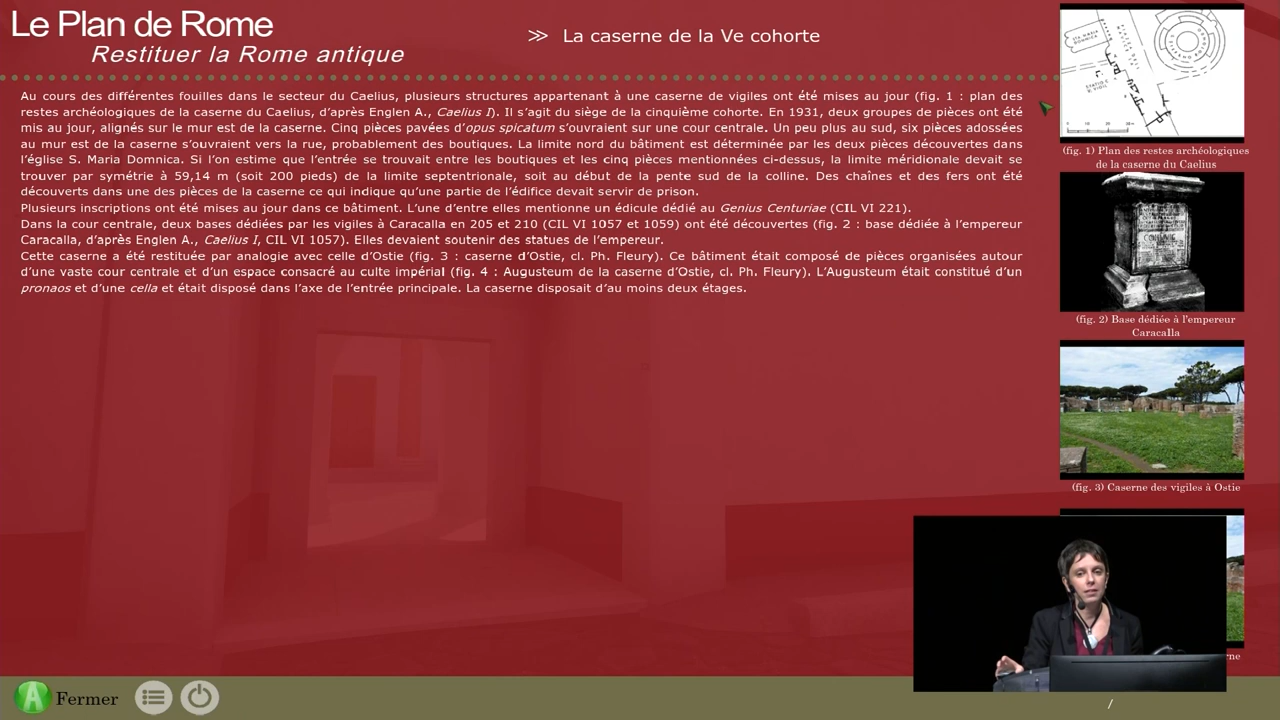 Le Plan de Rome
Restituer la Rome antique
La caserne de la Ve cohorte
Au cours des différentes fouilles dans le secteur du Caelius, plusieurs structures appartenant à une caserne de vigiles ont été mises au jour (fig. 1 : plan des
restes archéologiques de la caserne du Caelius, d'après Englen A., Caelius I). Il s'agit du siège de la cinquième cohorte. En 1931, deux groupes de pièces ont été
mis au jour, alignés sur le mur est de la caserne. Cinq pièces pavées d'opus spicatum s'ouvraient sur une cour centrale. Un peu plus au sud, six pièces adossées
au mur est de la caserne s'ouvraient vers la rue, probablement des boutiques. La limite nord du bâtiment est déterminée par les deux pièces découvertes dans
l'église S. Maria Domnica. Si l'on estime que l'entrée se trouvait entre les boutiques et les cinq pièces mentionnées ci-dessus, la limite méridionale devait se
trouver par symétrie à 59,14 m (soit 200 pieds) de la limite septentrionale, soit au début de la pente sud de la colline. Des chaînes et des fers ont été
découverts dans une des pièces de la caserne ce qui indique qu'une partie de l'édifice devait servir de prison.
Plusieurs inscriptions ont été mises au jour dans ce bâtiment. L'une d'entre elles mentionne un édicule dédié au Genius Centuriae (CIL VI 221).
Dans la cour centrale, deux bases dédiées par les vigiles à Caracalla en 205 et 210 (CIL VI 1057 et 1059) ont été découvertes (fig. 2 : base dédiée à l'empereur
Caracalla, d'après Englen A., Caelius I, CIL VI 1057). Elles devaient soutenir des statues de l'empereur.
Cette caserne a été restituée par analogie avec celle d'Ostie (fig. 3 : caserne d'Ostie, cl. Ph. Fleury). Ce bâtiment était composé de pièces organisées autour
d'une vaste cour centrale et d'un espace consacré au culte impérial (fig. 4 : Augusteum de la caserne d'Ostie, cl. Ph. Fleury). L'Augusteum était constitué d'un
pronaos et d'une cella et était disposé dans l'axe de l'entrée principale. La caserne disposait d'au moins deux étages.
(fig. 1) Plan des restes archéologiques
de la caserne du Caelius
(fig. 2) Base dédiée à l'empereur
Caracalla
(fig. 3) Caserne des vigiles à Ostie
A Fermer
/